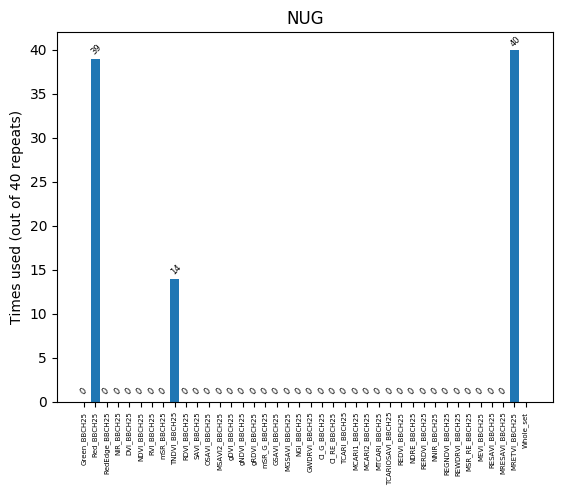 NUG
Times used (out of 40 repeats)
40
35
30
25
20
15
10
5
0
0 39 0 0 0 0 0 0 14 0 0 0 0 0 0 0 0 0 0 0 0 0 0 0 0 0 0 0 0 0 0 0 0 0 0 0 0 0 40
Green_BBCH25
Red_BBCH25
RedEdge_BBCH25
NIR_BBCH25
DVI_BBCH25
NDVI_BBCH25
RVI_BBCH25
mSR_BBCH25
TNDVI_BBCH25
RDVI_BBCH25
SAVI_BBCH25
OSAVI_BBCH25
MSAVI2_BBCH25
gDVI_BBCH25
gNDVI_BBCH25
gRDVI_BBCH25
mSR_G_BBCH25
GSAVI_BBCH25
MGSAVI_BBCH25
NGI_BBCH25
GWDRVI_BBCH25
CI_G_BBCH25
CI_RE_BBCH25
TCARI_BBCH25
MCARI1_BBCH25
MCARI2_BBCH25
MTCARI_BBCH25
TCARIOSAVI_BBCH25
REDVI_BBCH25
NDRE_BBCH25
RERDVI_BBCH25
NNIR_BBCH25
REGNDVI_BBCH25
REWDRVI_BBCH25
MSR_RE_BBCH25
MEVI_BBCH25
RESAVI_BBCH25
MRESAVI_BBCH25
MRETVI_BBCH25
Whole_set